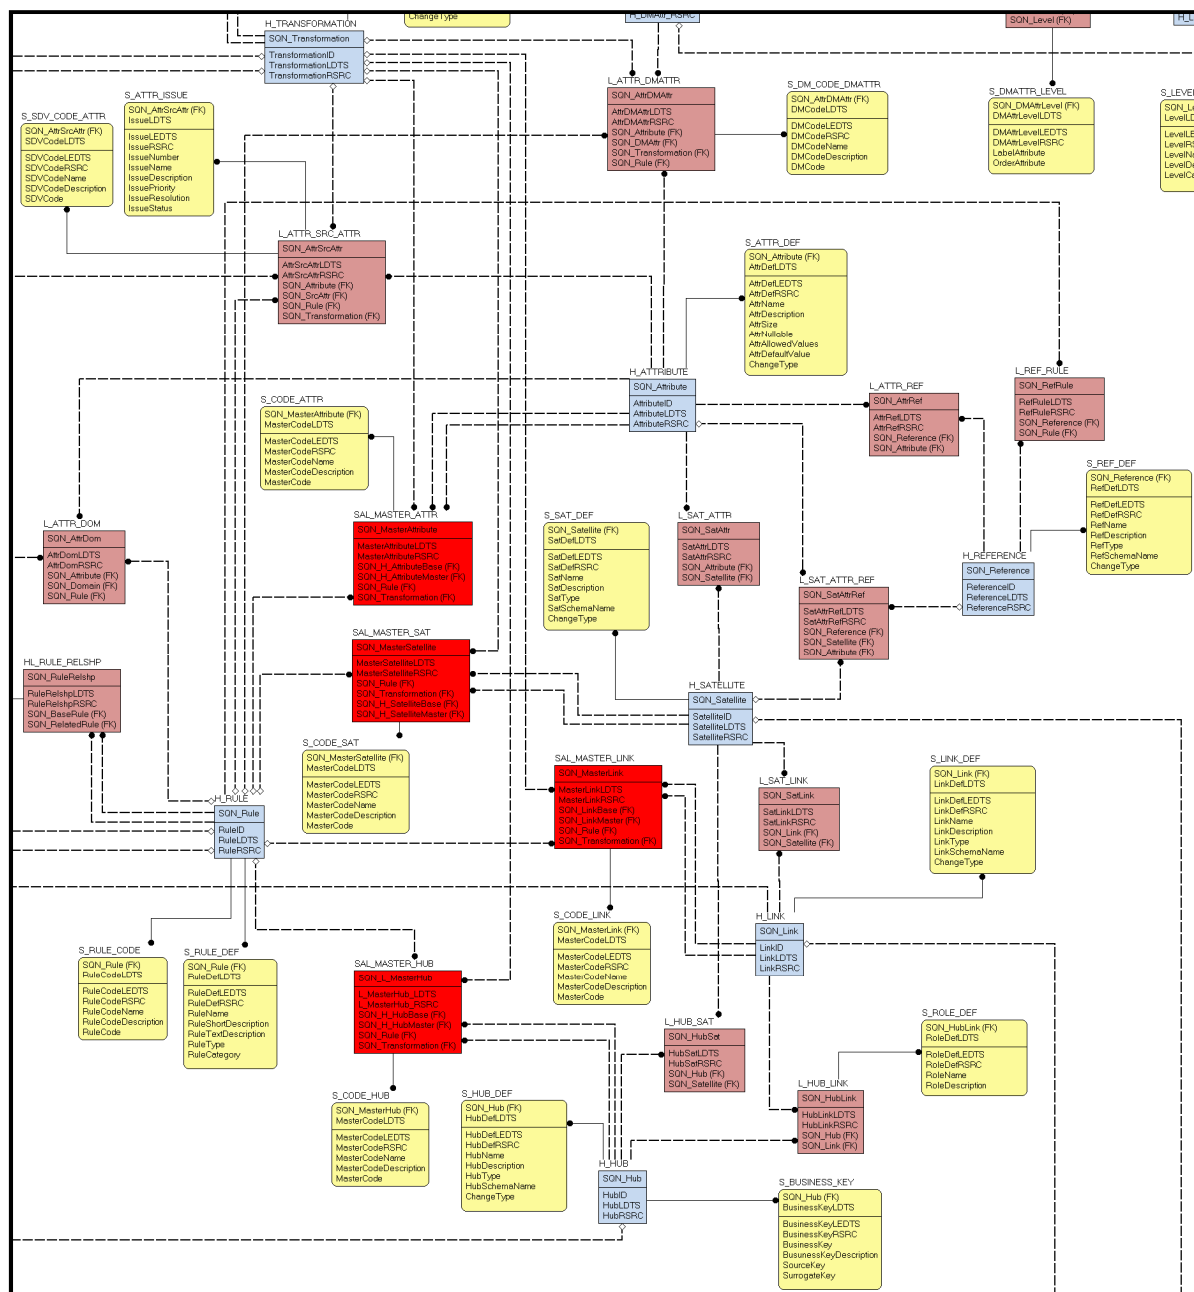 ChangeType
H_TRANSFORMATION
SQN_Transformation
TransformationID
TransformationLDTS
TransformationRSRC
H_DMAttr_RSRC
SQN_Level (FK)
L_ATTR_DMATTR
SQN_AttrDMAttr
AttrDMAttrLDTS
AttrDMAttrRSRC
SQN_Attribute (FK)
SQN_DMAttr (FK)
SQN_Transformation (FK)
SQN_Rule (FK)
S_DM_CODE_DMATTR
SQN_AttrDMAttr (FK)
DMCodeLDTS
DMCodeLEDTS
DMCodeRSRC
DMCodeName
DMCodeDescription
DMCode
S_DMATTR_LEVEL
SQN_DMAttrLevel (FK)
DMAttrLevelLDTS
DMAttrLevelLEDTS
DMAttrLevelRSRC
LabelAttribute
OrderAttribute
S_LEVEL
S_ATTR_ISSUE
SQN_AttrSrcAttr (FK)
IssueLDTS
IssueLEDTS
IssueRSRC
IssueNumber
IssueName
IssueDescription
IssuePriority
IssueResolution
IssueStatus
S_SDV_CODE_ATTR
SQN_AttrSrcAttr (FK)
SDVCodeLDTS
SDVCodeLEDTS
SDVCodeRSRC
SDVCodeName
SDVCodeDescription
SDVCode
L_ATTR_SRC_ATTR
SQN_AttrSrcAttr
AttrSrcAttrLDTS
AttrSrcAttrRSRC
SQN_Attribute (FK)
SQN_SrcAttr (FK)
SQN_Rule (FK)
SQN_Transformation (FK)
S_ATTR_DEF
SQN_Attribute (FK)
AttrDefLDTS
AttrDefLEDTS
AttrDefRSRC
AttrName
AttrDescription
AttrSize
AttrNullable
AttrAllowedValues
AttrDefaultValue
ChangeType
H_ATTRIBUTE
SQN_Attribute
AttributeID
AttributeLDTS
AttributeRSRC
L_ATTR_REF
SQN_AttrRef
AttrRefLDTS
AttrRefRSRC
SQN_Reference (FK)
SQN_Attribute (FK)
L_REF_RULE
SQN_RefRule
RefRuleLDTS
RefRuleRSRC
SQN_Reference (FK)
SQN_Rule (FK)
S_CODE_ATTR
SQN_MasterAttribute (FK)
MasterCodeLDTS
MasterCodeLEDTS
MasterCodeRSRC
MasterCodeName
MasterCodeDescription
MasterCode
S_REF_DEF
SQN_Reference (FK)
RefDefLDTS
RefDefLEDTS
RefDefRSRC
RefName
RefDescription
RefType
RefSchemaName
ChangeType
L_ATTR_DOM
SQN_AttrDom
AttrDomLDTS
AttrDomRSRC
SQN_Attribute (FK)
SQN_Domain (FK)
SQN_Rule (FK)
SAL_MASTER_ATTR
SQN_MasterAttribute
MasterAttributeLDTS
MasterAttributeRSRC
SQN_H_AttributeBase (FK)
SQN_H_AttributeMaster (FK)
SQN_Rule (FK)
SQN_Transformation (FK)
S_SAT_DEF
SQN_Satellite (FK)
SatDefLDTS
SatDefLEDTS
SatDefRSRC
SatName
SatDescription
SatType
SatSchemaName
ChangeType
L_SAT_ATTR
SQN_SatAttr
SatAttrLDTS
SatAttrRSRC
SQN_Attribute (FK)
SQN_Satellite (FK)
H_REFERENCE
SQN_Reference
ReferenceID
ReferenceLDTS
ReferenceRSRC
L_SAT_ATTR_REF
SQN_SatAttrRef
SatAttrRefLDTS
SatAttrRefRSRC
SQN_Reference (FK)
SQN_Satellite (FK)
SQN_Attribute (FK)
SAL_MASTER_SAT
SQN_MasterSatellite
MasterSatelliteLDTS
MasterSatelliteRSRC
SQN_Rule (FK)
SQN_Transformation (FK)
SQN_H_SatelliteBase (FK)
SQN_H_SatelliteMaster (FK)
HL_RULE_RELSHP
SQN_RuleRelshp
RuleRelshpLDTS
RuleRelshpRSRC
SQN_BaseRule (FK)
SQN_RelatedRule (FK)
H_SATELLITE
SQN_Satellite
SatelliteID
SatelliteLDTS
SatelliteRSRC
S_CODE_SAT
SQN_MasterSatellite (FK)
MasterCodeLDTS
MasterCodeLEDTS
MasterCodeRSRC
MasterCodeName
MasterCodeDescription
MasterCode
SAL_MASTER_LINK
SQN_MasterLink
MasterLinkLDTS
MasterLinkRSRC
SQN_LinkBase (FK)
SQN_LinkMaster (FK)
SQN_Rule (FK)
SQN_Transformation (FK)
L_SAT_LINK
SQN_SatLink
SatLinkLDTS
SatLinkRSRC
SQN_Link (FK)
SQN_Satellite (FK)
S_LINK_DEF
SQN_Link (FK)
LinkDefLDTS
LinkDefLEDTS
LinkDefRSRC
LinkName
LinkDescription
LinkType
LinkSchemaName
ChangeType
H_RULE
SQN_Rule
RuleID
RuleLDTS
RuleRSRC
S_CODE_LINK
SQN_MasterLink (FK)
MasterCodeLDTS
MasterCodeLEDTS
MasterCodeRSRC
MasterCodeName
MasterCodeDescription
MasterCode
H_LINK
SQN_Link
LinkID
LinkLDTS
LinkRSRC
S_RULE_CODE
SQN_Rule (FK)
RuleCodeLDTS
RuleCodeLEDTS
RuleCodeRSRC
RuleCodeName
RuleCodeDescription
RuleCode
S_RULE_DEF
SQN_Rule (FK)
RuleDefLDTS
RuleDefLEDTS
RuleDefRSRC
RuleName
RuleShortDescription
RuleTextDescription
RuleType
RuleCategory
SAL_MASTER_HUB
SQN_L_MasterHub
L_MasterHub_LDTS
L_MasterHub_RSRC
SQN_H_HubBase (FK)
SQN_H_HubMaster (FK)
SQN_Rule (FK)
SQN_Transformation (FK)
L_HUB_SAT
SQN_HubSat
HubSatLDTS
HubSatRSRC
SQN_Hub (FK)
SQN_Satellite (FK)
S_ROLE_DEF
SQN_HubLink (FK)
RoleDefLDTS
RoleDefLEDTS
RoleDefRSRC
RoleName
RoleDescription
L_HUB_LINK
SQN_HubLink
HubLinkLDTS
HubLinkRSRC
SQN_Hub (FK)
SQN_Link (FK)
S_CODE_HUB
SQN_MasterHub (FK)
MasterCodeLDTS
MasterCodeLEDTS
MasterCodeRSRC
MasterCodeName
MasterCodeDescription
MasterCode
S_HUB_DEF
SQN_Hub (FK)
HubDefLDTS
HubDefLEDTS
HubDefRSRC
HubName
HubDescription
HubType
HubSchemaName
ChangeType
H_HUB
SQN_Hub
HubID
HubLDTS
HubRSRC
S_BUSINESS_KEY
SQN_Hub (FK)
BusinessKeyLDTS
BusinessKeyLEDTS
BusinessKeyRSRC
BusinessKey
BusunessKeyDescription
SourceKey
SurrogateKey